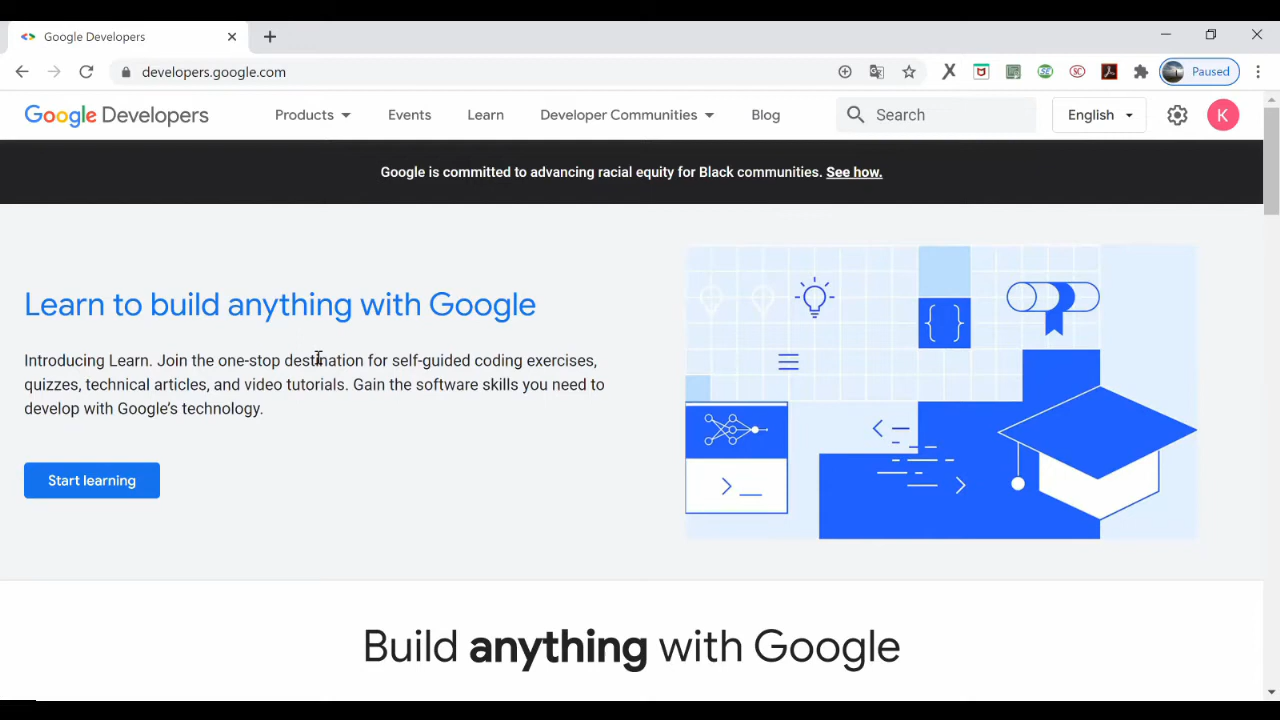 Google Developers
developers.google.com
Paused
Google Developers
Products
Events
Learn
Developer Communities
Blog
Search
English
K
Google is committed to advancing racial equity for Black communities. See how.
Learn to build anything with Google
Introducing Learn. Join the one-stop destination for self-guided coding exercises,
quizzes, technical articles, and video tutorials. Gain the software skills you need to
develop with Google's technology.
Start learning
Build anything with Google